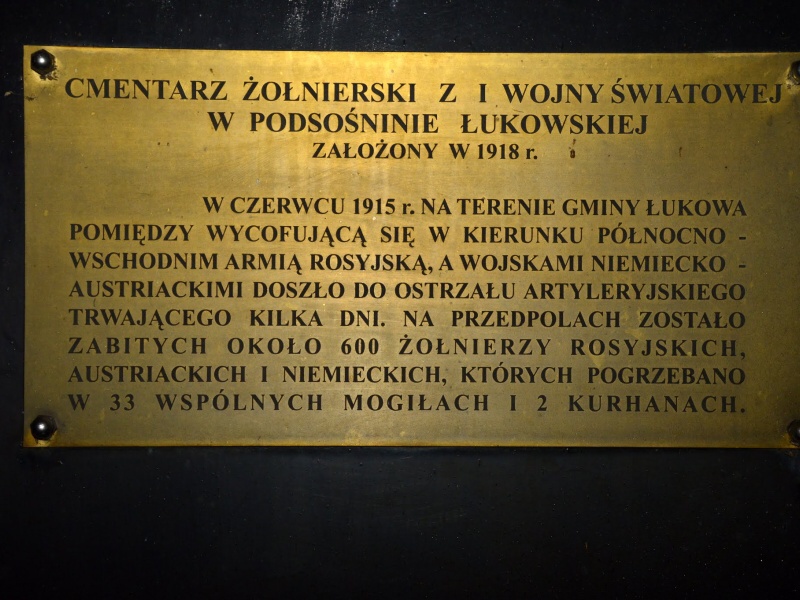 CMENTARZ ŻOŁNIERSKI Z I WOJNY ŚWIATOWEJ
W PODSOŚNINIE ŁUKOWSKIEJ
ZAŁOŻONY W 1918 r.
W CZERWCU 1915 r. NA TERENIE GMINY ŁUKOWA
POMIĘDZY WYCOFUJĄCĄ SIĘ W KIERUNKU PÓŁNOCNO -
WSCHODNIM ARMIĄ ROSYJSKĄ, A WOJSKAMI NIEMIECKO -
AUSTRIACKIMI DOSZŁO DO OSTRZAŁU ARTYLERYJSKIEGO
TRWAJĄCEGO KILKA DNI. NA PRZEDPOLACH ZOSTAŁO
ZABITYCH OKOŁO 600 ŻOŁNIERZY ROSYJSKICH,
AUSTRIACKICH I NIEMIECKICH, KTÓRYCH POGRZEBANO
W 33 WSPÓLNYCH MOGIŁACH I 2 KURHANACH.